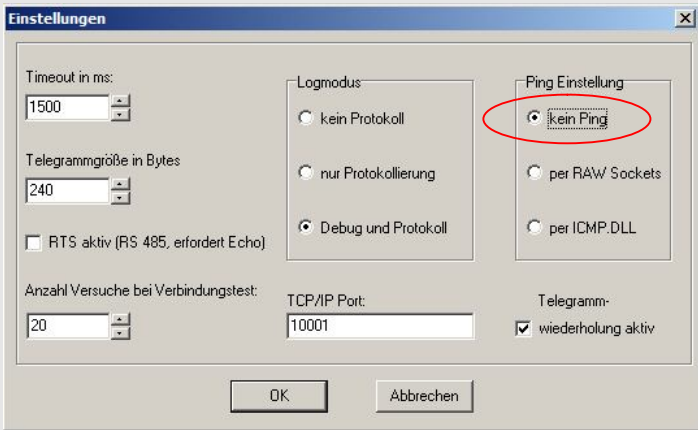 Einstellungen
Timeout in ms:
1500
Telegrammgröße in Bytes
240
RTS aktiv (RS 485, erfordert Echo)
Anzahl Versuche bei Verbindungstest:
20
Logmodus
kein Protokoll
nur Protokollierung
Debug und Protokoll
TCP/IP Port:
10001
Ping Einstellung
kein Ping
per RAW Sockets
per ICMP.DLL
Telegramm-
wiederholung aktiv
OK
Abbrechen